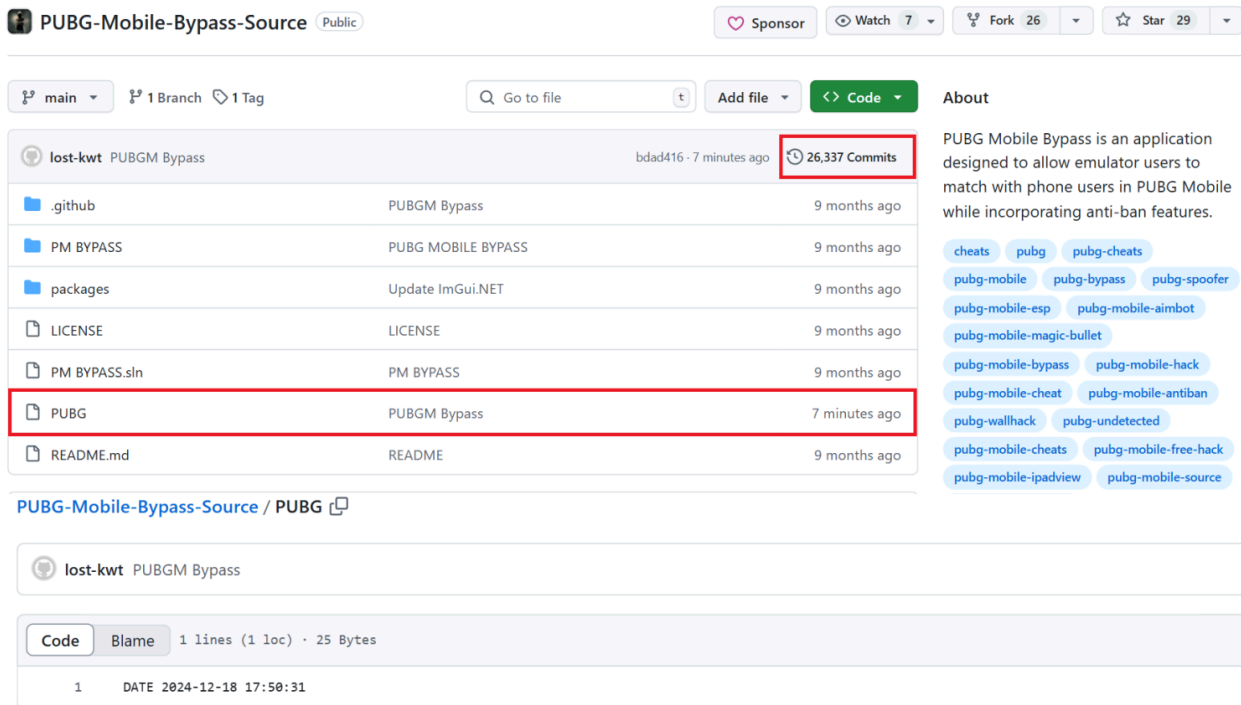 PUBG-Mobile-Bypass-Source Public Sponsor Watch 7 Fork 26 Star 29
main 1 Branch 1 Tag Go to file t Add file Code About
lost-kwt PUBGM Bypass bdad416 · 7 minutes ago 26,337 Commits
.github PUBGM Bypass 9 months ago
PM BYPASS PUBG MOBILE BYPASS 9 months ago
packages Update ImGui.NET 9 months ago
LICENSE LICENSE 9 months ago
PM BYPASS.sln PM BYPASS 9 months ago
PUBG PUBGM Bypass 7 minutes ago
README.md README 9 months ago
PUBG Mobile Bypass is an application
designed to allow emulator users to
match with phone users in PUBG Mobile
while incorporating anti-ban features.
cheats pubg pubg-cheats
pubg-mobile pubg-bypass pubg-spoofer
pubg-mobile-esp pubg-mobile-aimbot
pubg-mobile-magic-bullet
pubg-mobile-bypass pubg-mobile-hack
pubg-mobile-cheat pubg-mobile-antiban
pubg-wallhack pubg-undetected
pubg-mobile-cheats pubg-mobile-free-hack
pubg-mobile-ipadview pubg-mobile-source
PUBG-Mobile-Bypass-Source / PUBG
lost-kwt PUBGM Bypass
Code Blame 1 lines (1 loc) · 25 Bytes
1 DATE 2024-12-18 17:50:31